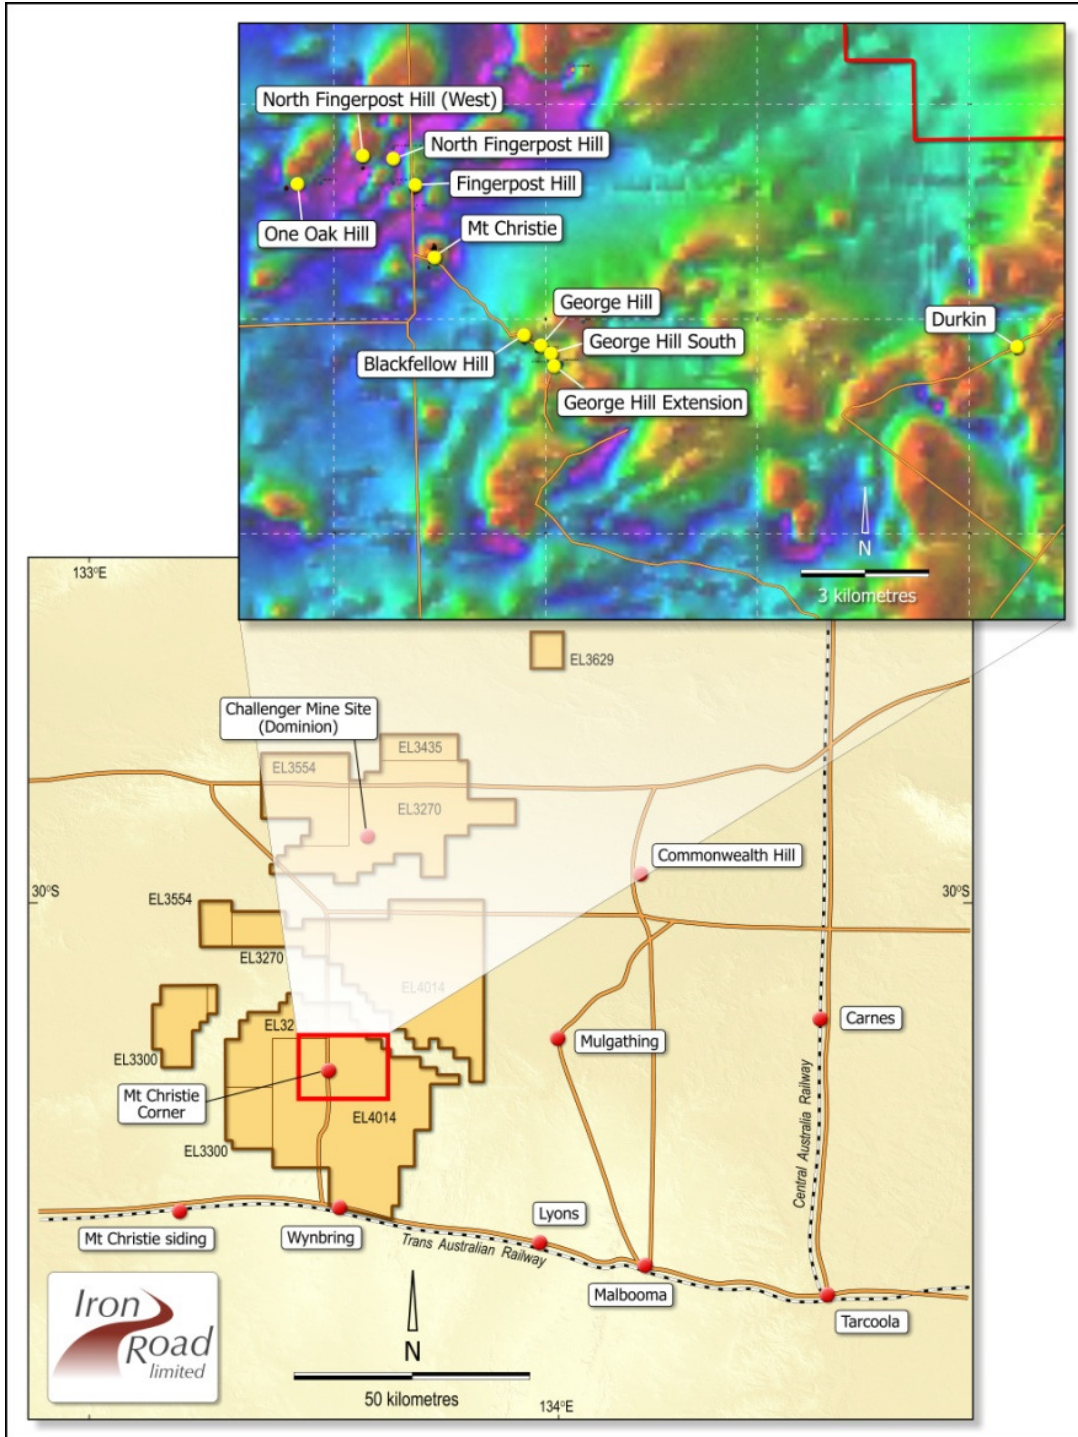 North Fingerpost Hill (West)
North Fingerpost Hill
Fingerpost Hill
One Oak Hill
Mt Christie
George Hill
Durkin
George Hill South
Blackfellow Hill
George Hill Extension
N
3 kilometres
133°E
EL3629
Challenger Mine Site
(Dominion)
EL3435
EL3554
EL3270
Commonwealth Hill
30°S
30°S
EL3554
EL3270
EL4014
EL32
Carnes
Mulgathing
EL3300
Mt Christie
Corner
EL4014
EL3300
Central Australia Railway
Lyons
Mt Christie siding
Wynbring
Trans Australian Railway
Malbooma
Tarcoola
Iron
Road
limited
N
50 kilometres
134°E